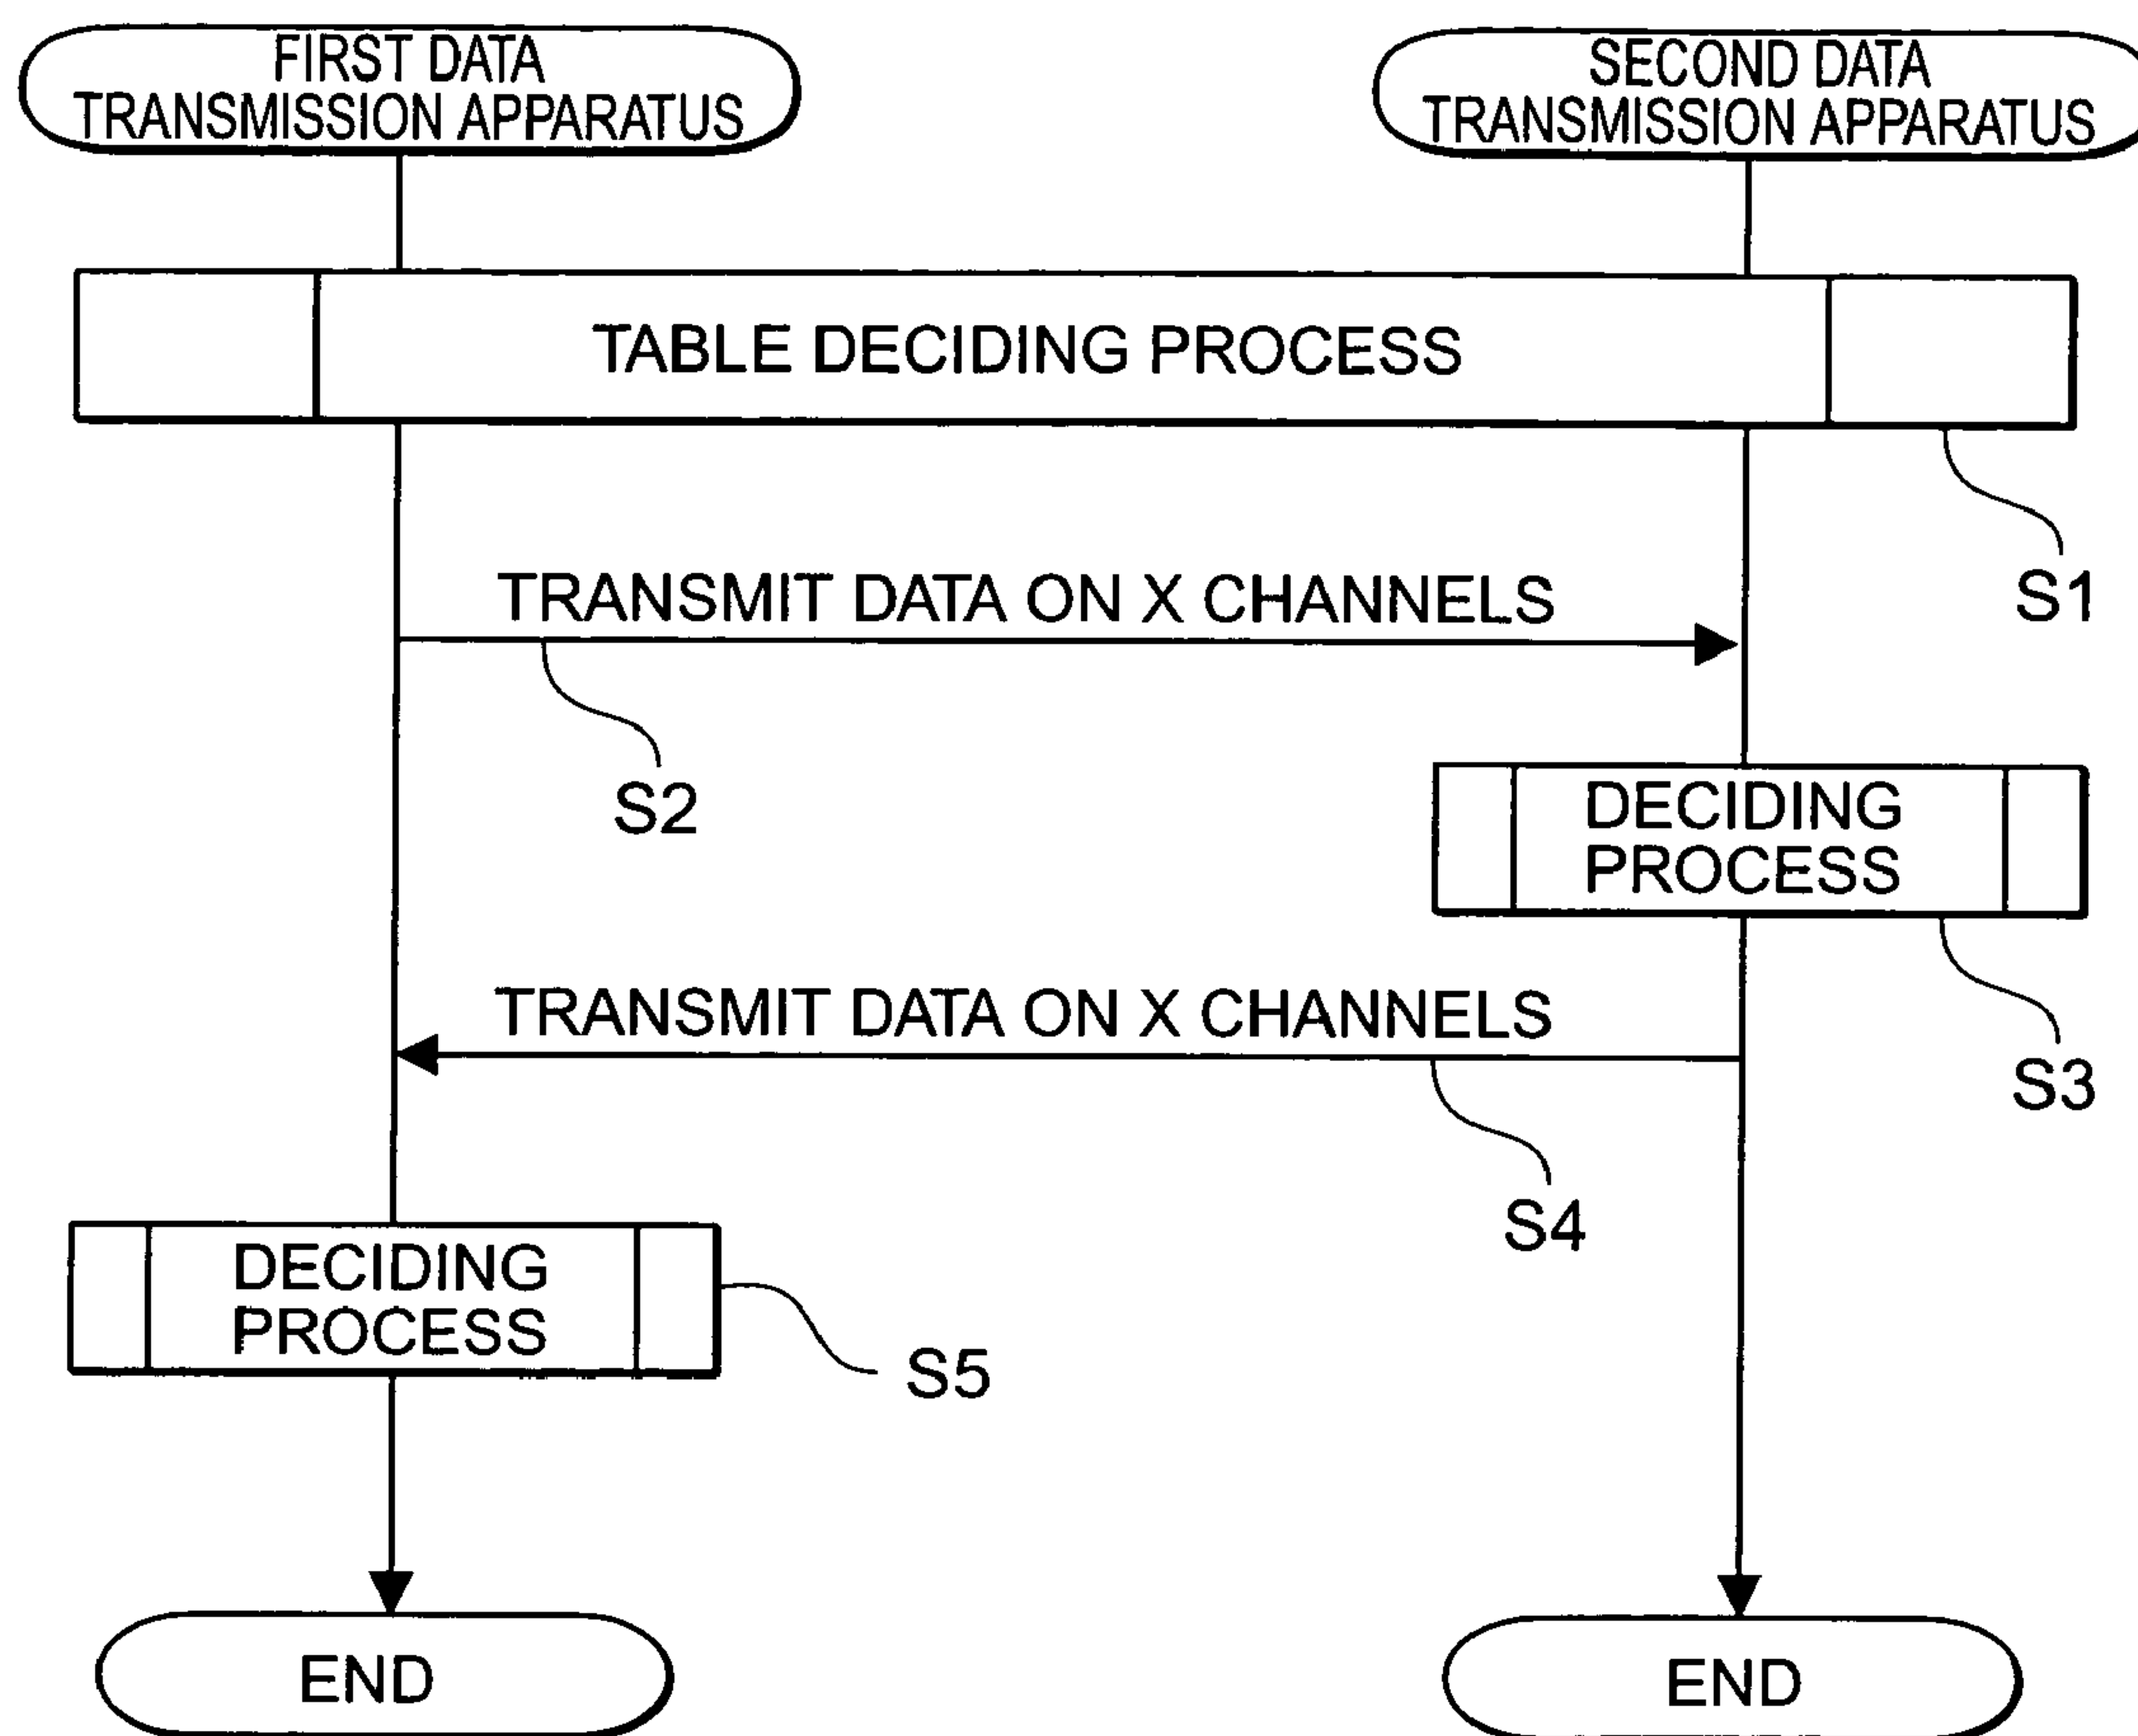 FIRST DATA
TRANSMISSION APPARATUS
SECOND DATA
TRANSMISSION APPARATUS
TABLE DECIDING PROCESS
S1
TRANSMIT DATA ON X CHANNELS
S2
DECIDING
PROCESS
S3
TRANSMIT DATA ON X CHANNELS
S4
DECIDING
PROCESS
S5
END
END